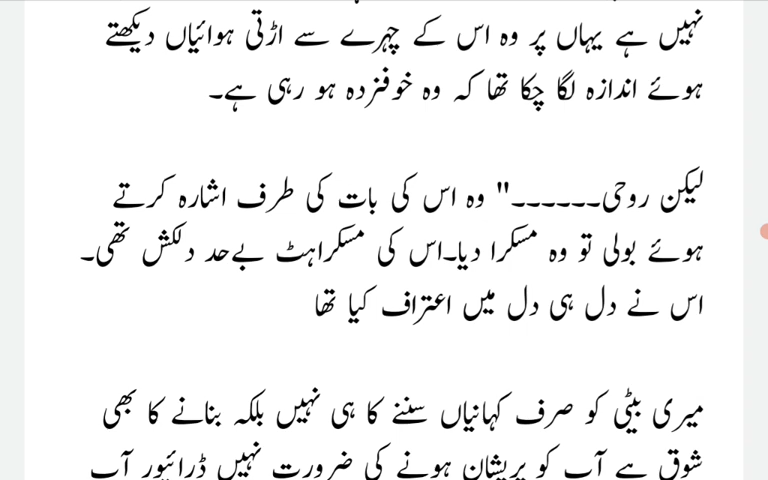 نہیں ہے یہاں پر وہ اس کے چہرے سے اڑتی ہوائیاں دیکھتے
ہوئے اندازہ لگا چکا تھا کہ وہ خوفزدہ ہو رہی ہے۔
لیکن روحی۔۔۔۔۔۔" وہ اس کی بات کی طرف اشارہ کرتے
ہوئے بولی تو وہ مسکرا دیا۔اس کی مسکراہٹ بےحد دلکش تھی۔
اس نے دل ہی دل میں اعتراف کیا تھا
میری بیٹی کو صرف کہانیاں سننے کا ہی نہیں بلکہ بنانے کا بھی
شوق ہے آپ کو پریشان ہونے کی ضرورت نہیں ڈرائیور آپ